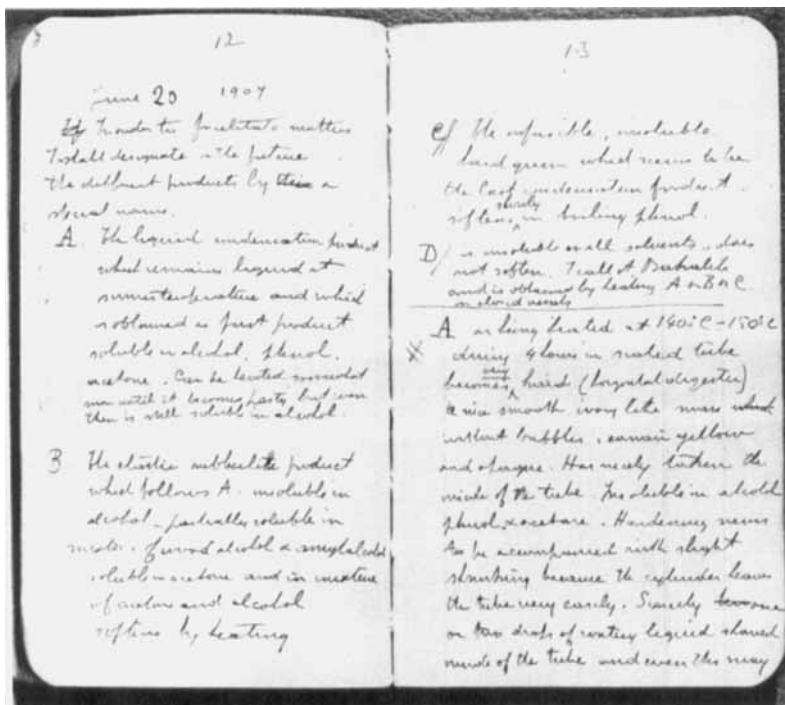 12
June 20 1907
In order to facilitate matters
I shall designate in the future
the different products by a
special name.
A. The liquid condensation product
which remains liquid at
temperature and which
is obtained as first product
soluble in alcohol, phenol,
acetone. Can be heated somewhat
until it becomes pasty but even
then is still soluble in alcohol.
B The elastic product
which follows A. insoluble in
alcohol, partially soluble in
of wood alcohol & amylalcohol
soluble in acetone and in mixture
of acetone and alcohol
softens by heating
13
C/ The infusible, insoluble
hard which seems to be
the last condensation product.
softens in boiling phenol.
D/ is insoluble in all solvents, does
not soften. I call it Bakalite
and is obtained by heating A or B or C
in closed vessels
A on being heated at 140°C - 150°C
during 4 hours in sealed tube
becomes very hard (horizontal digester)
a nice smooth ivory like mass
without bubbles, yellow
and opaque. Has nicely taken the
inside of the tube. Insoluble in alcohol
phenol, & acetone. Hardening seems
to be accompanied with slight
shrinking because the cylinder leaves
the tube very easily. Scarcely one
or two drops of watery liquid showed
inside of the tube and even this may